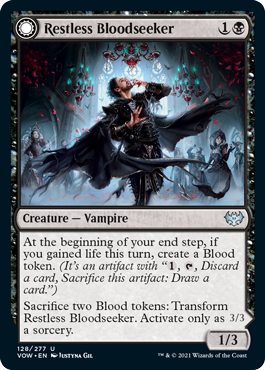 Restless Bloodseeker 1
Creature — Vampire
At the beginning of your end step, if
you gained life this turn, create a Blood
token. (It's an artifact with "1, T, Discard
a card, Sacrifice this artifact: Draw
a card.")
Sacrifice two Blood tokens: Transform
Restless Bloodseeker. Activate only as 3/3
a sorcery.
1/3
128/277 U
VOW • EN Justyna Gil
™ & © 2021 Wizards of the Coast